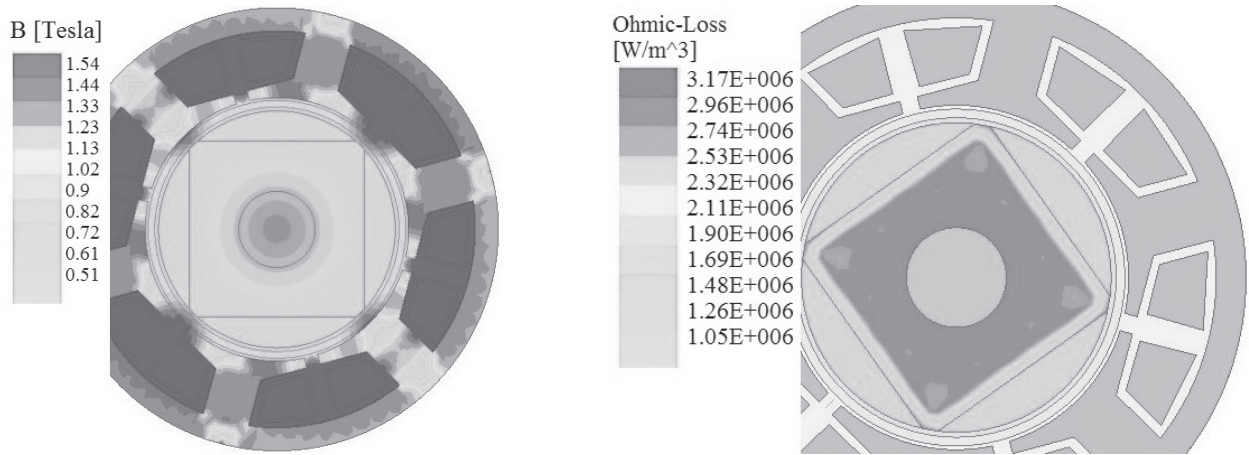 B [Tesla]
1.54
1.44
1.33
1.23
1.13
1.02
0.9
0.82
0.72
0.61
0.51
Ohmic-Loss
[W/m^3]
3.17E+006
2.96E+006
2.74E+006
2.53E+006
2.32E+006
2.11E+006
1.90E+006
1.69E+006
1.48E+006
1.26E+006
1.05E+006